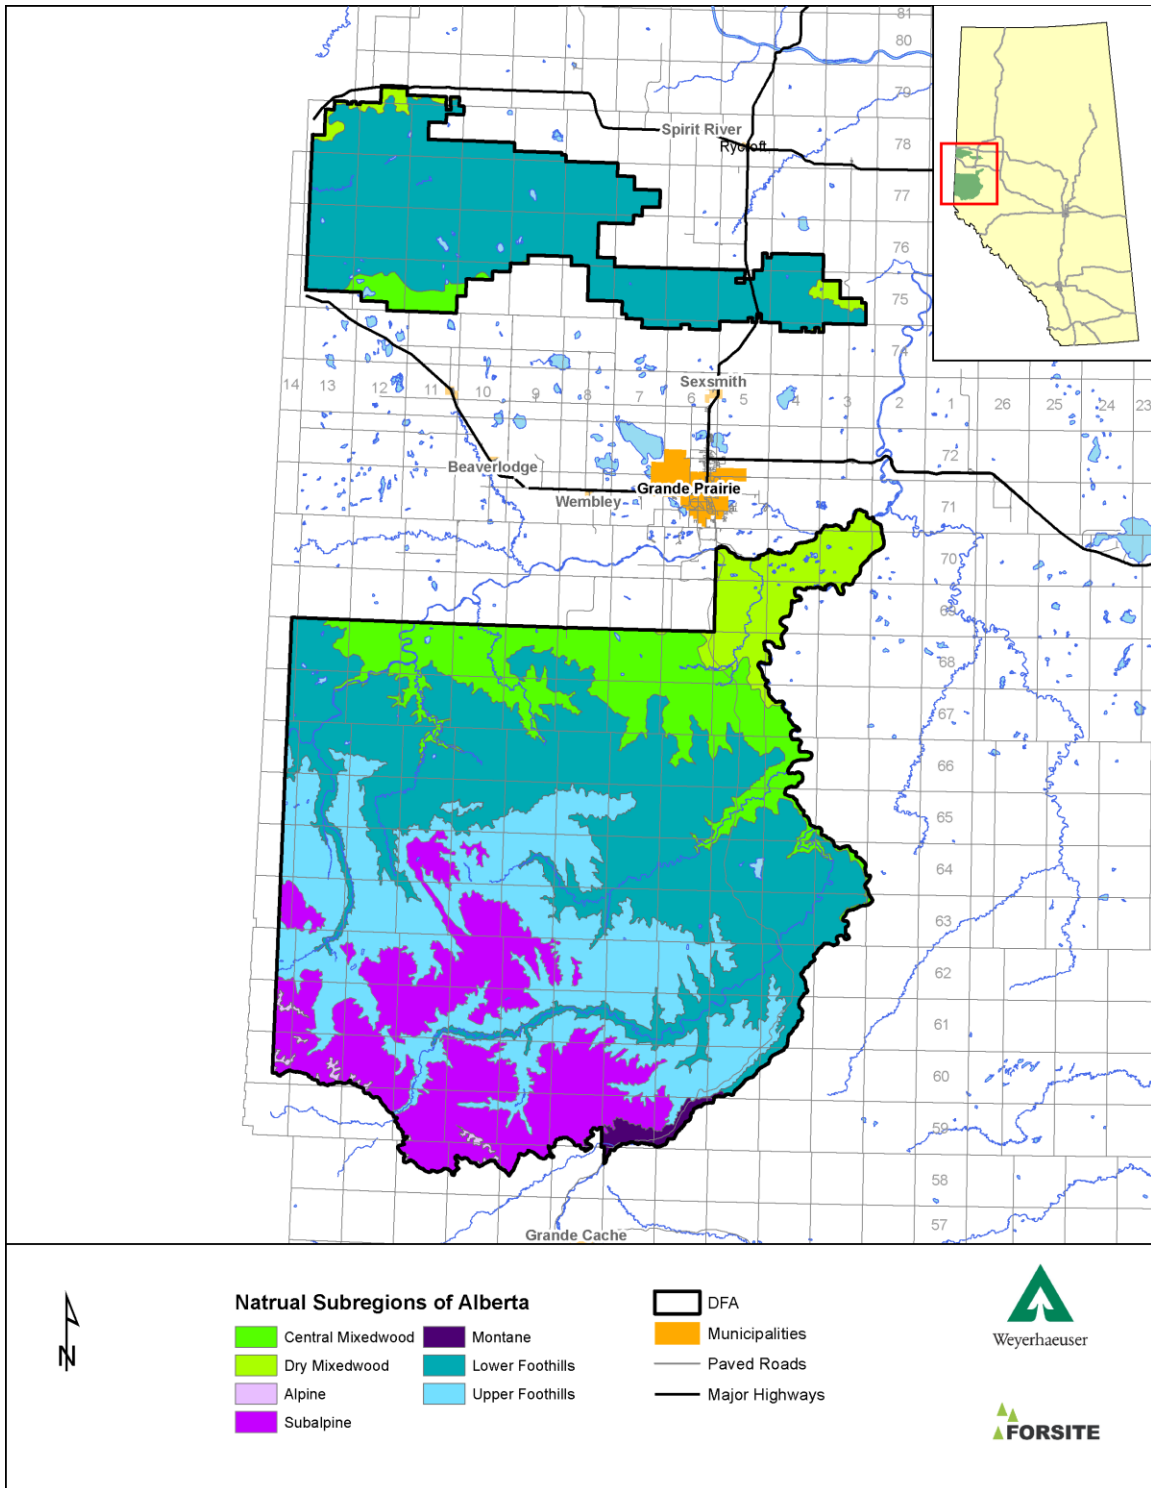 81
80
79
Spirit River
Rycroft
78
77
76
75
74
Sexsmith
14 13 12 11 10 9 8 7 6 5 4 3 2 1 26 25 24 23
72
Beaverlodge
Grande Prairie
Wembley
71
70
69
68
67
66
65
64
63
62
61
60
59
58
57
Grande Cache
N
Natrual Subregions of Alberta
Central Mixedwood
Dry Mixedwood
Alpine
Subalpine
Montane
Lower Foothills
Upper Foothills
DFA
Municipalities
Paved Roads
Major Highways
Weyerhaeuser
FORSITE